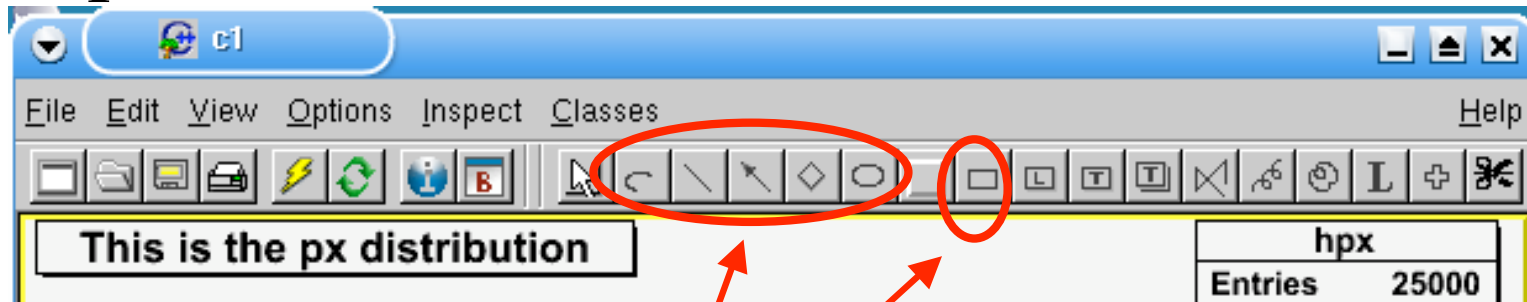 c1
File Edit View Options Inspect Classes Help
B L T T L
This is the px distribution
hpx
Entries 25000